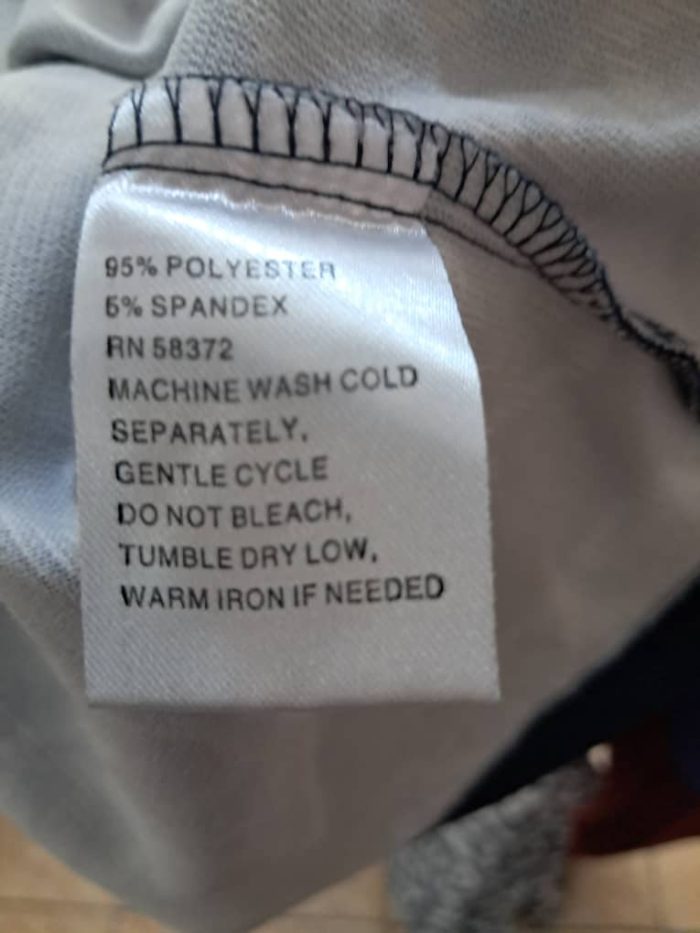 95% POLYESTER
5% SPANDEX
RN 58372
MACHINE WASH COLD
SEPARATELY,
GENTLE CYCLE
DO NOT BLEACH,
TUMBLE DRY LOW,
WARM IRON IF NEEDED